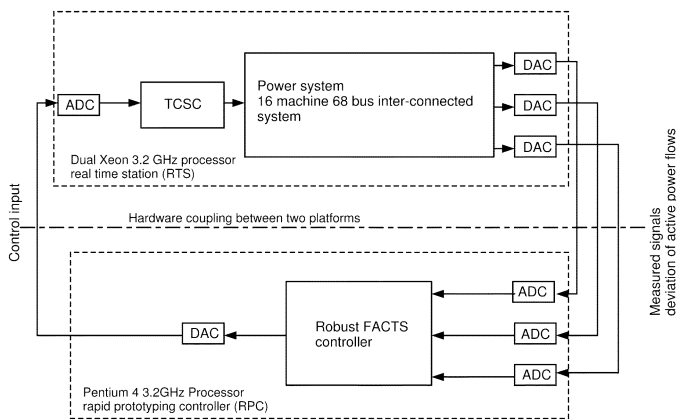 DAC
Power system
16 machine 68 bus inter-connected
system
ADC
TCSC
DAC
DAC
Dual Xeon 3.2 GHz processor
real time station (RTS)
Hardware coupling between two platforms
Control input
Measured signals
deviation of active power flows
ADC
Robust FACTS
controller
DAC
ADC
ADC
Pentium 4 3.2GHz Processor
rapid prototyping controller (RPC)